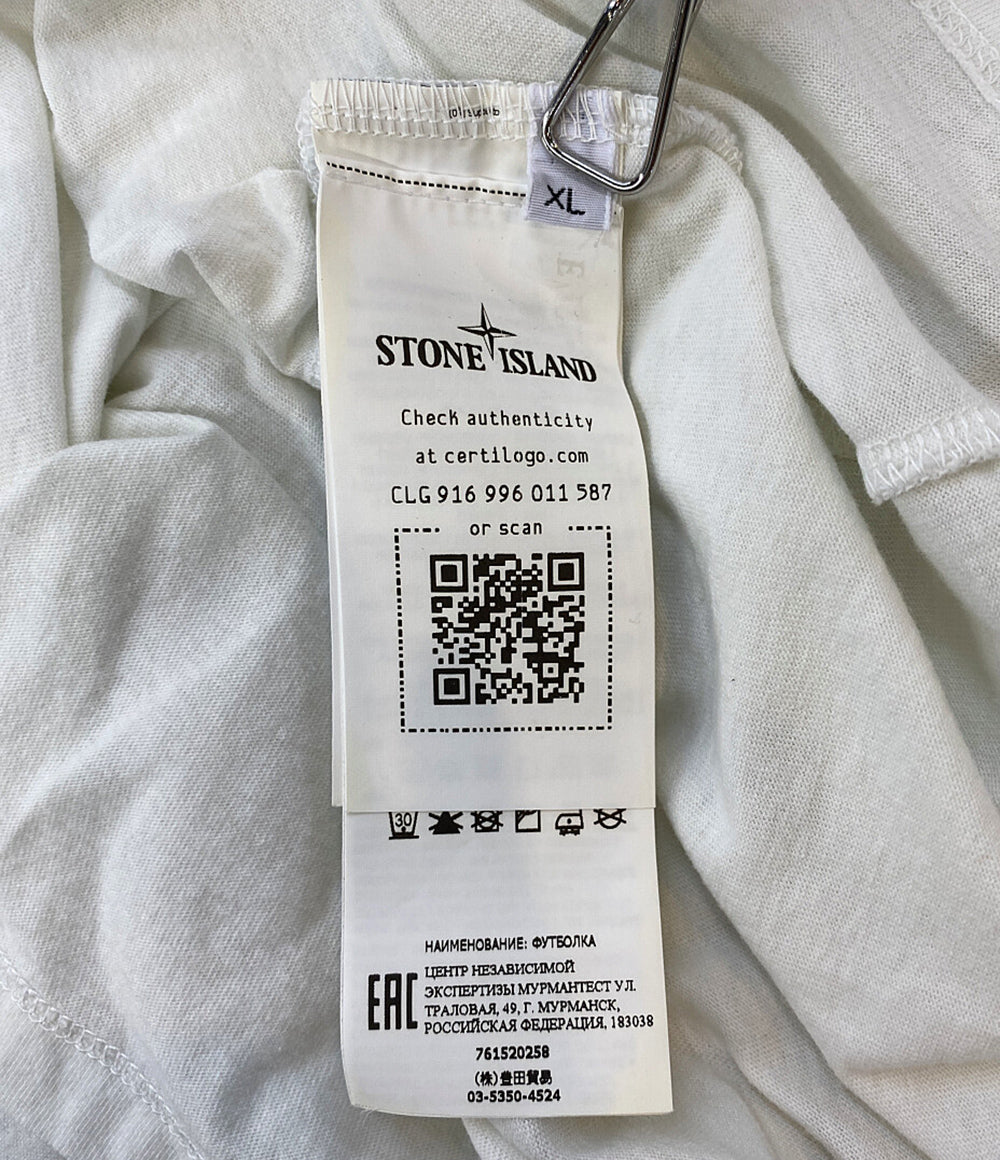 XL
STONE ISLAND
Check authenticity
at certilogo.com
CLG 916 996 011 587
or scan
30
НАИМЕНОВАНИЕ: ФУТБОЛКА
EAC
ЦЕНТР НЕЗАВИСИМОЙ
ЭКСПЕРТИЗЫ МУРМАНТЕСТ УЛ.
ТРАЛОВАЯ, 49, Г. МУРМАНСК,
РОССИЙСКАЯ ФЕДЕРАЦИЯ, 183038
761520258
(株)豊田貿易
03-5350-4524